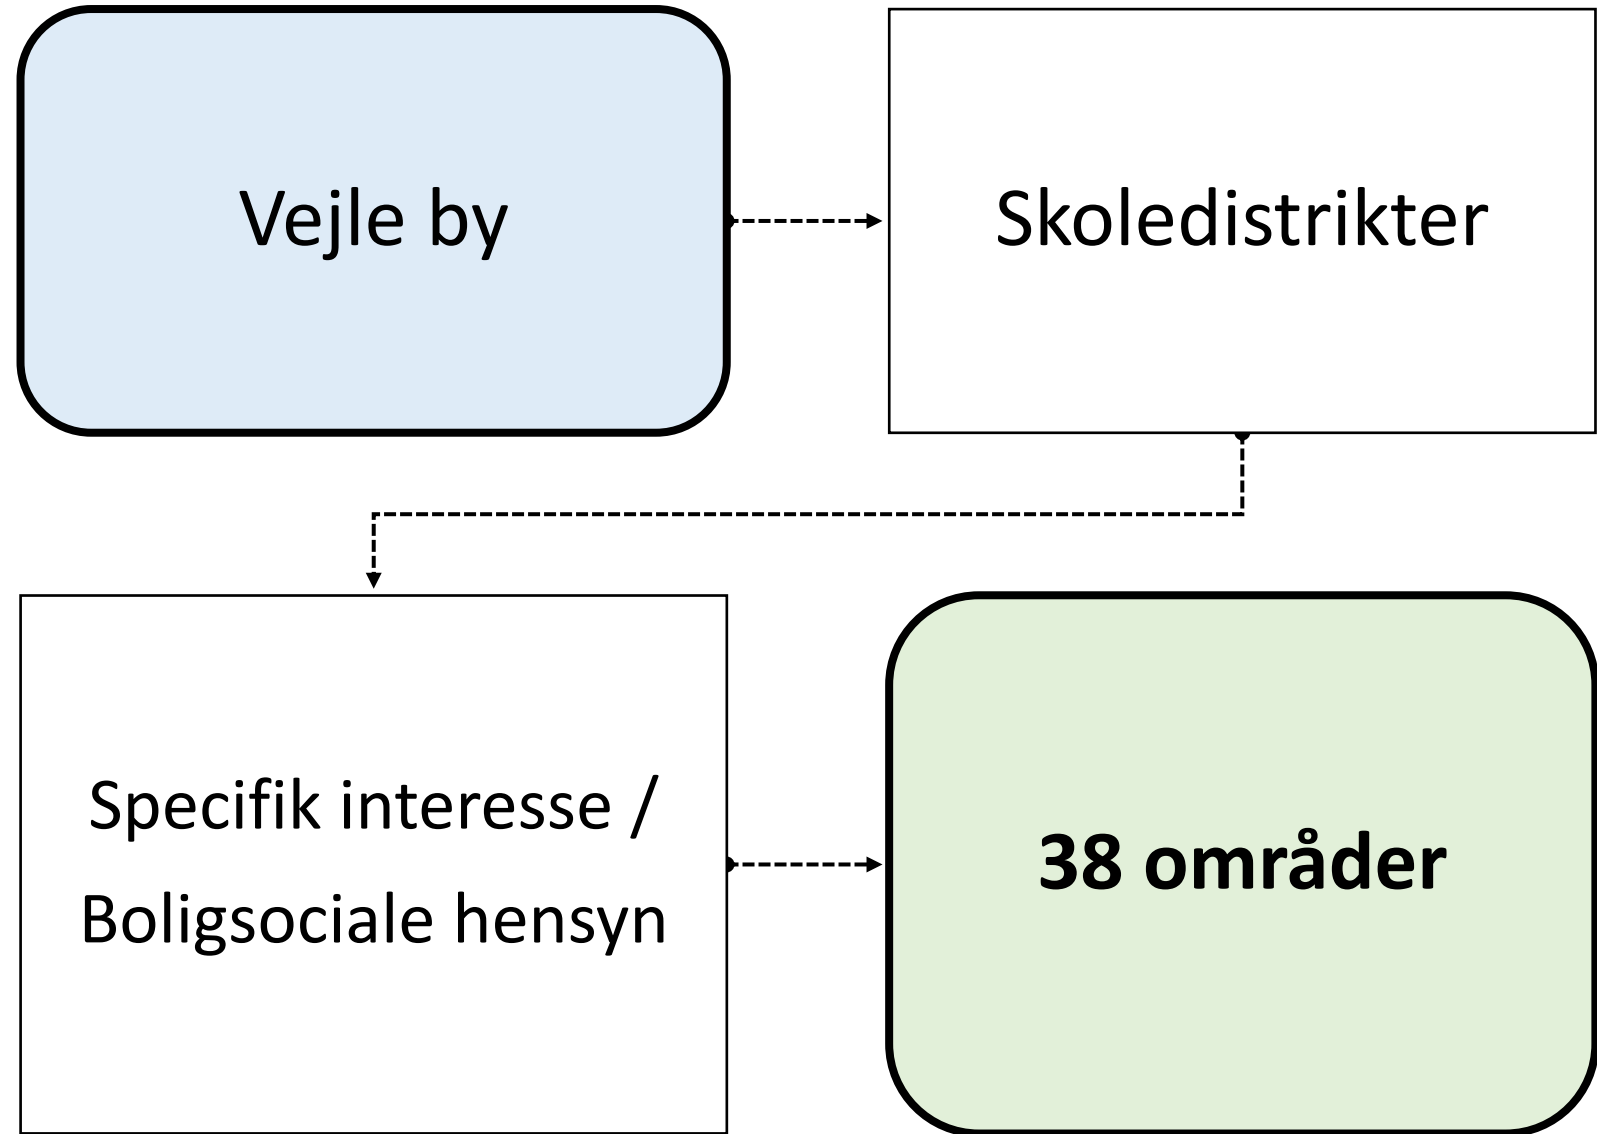 Vejle by
Skoledistrikter
Specifik interesse /
Boligsociale hensyn
38 områder